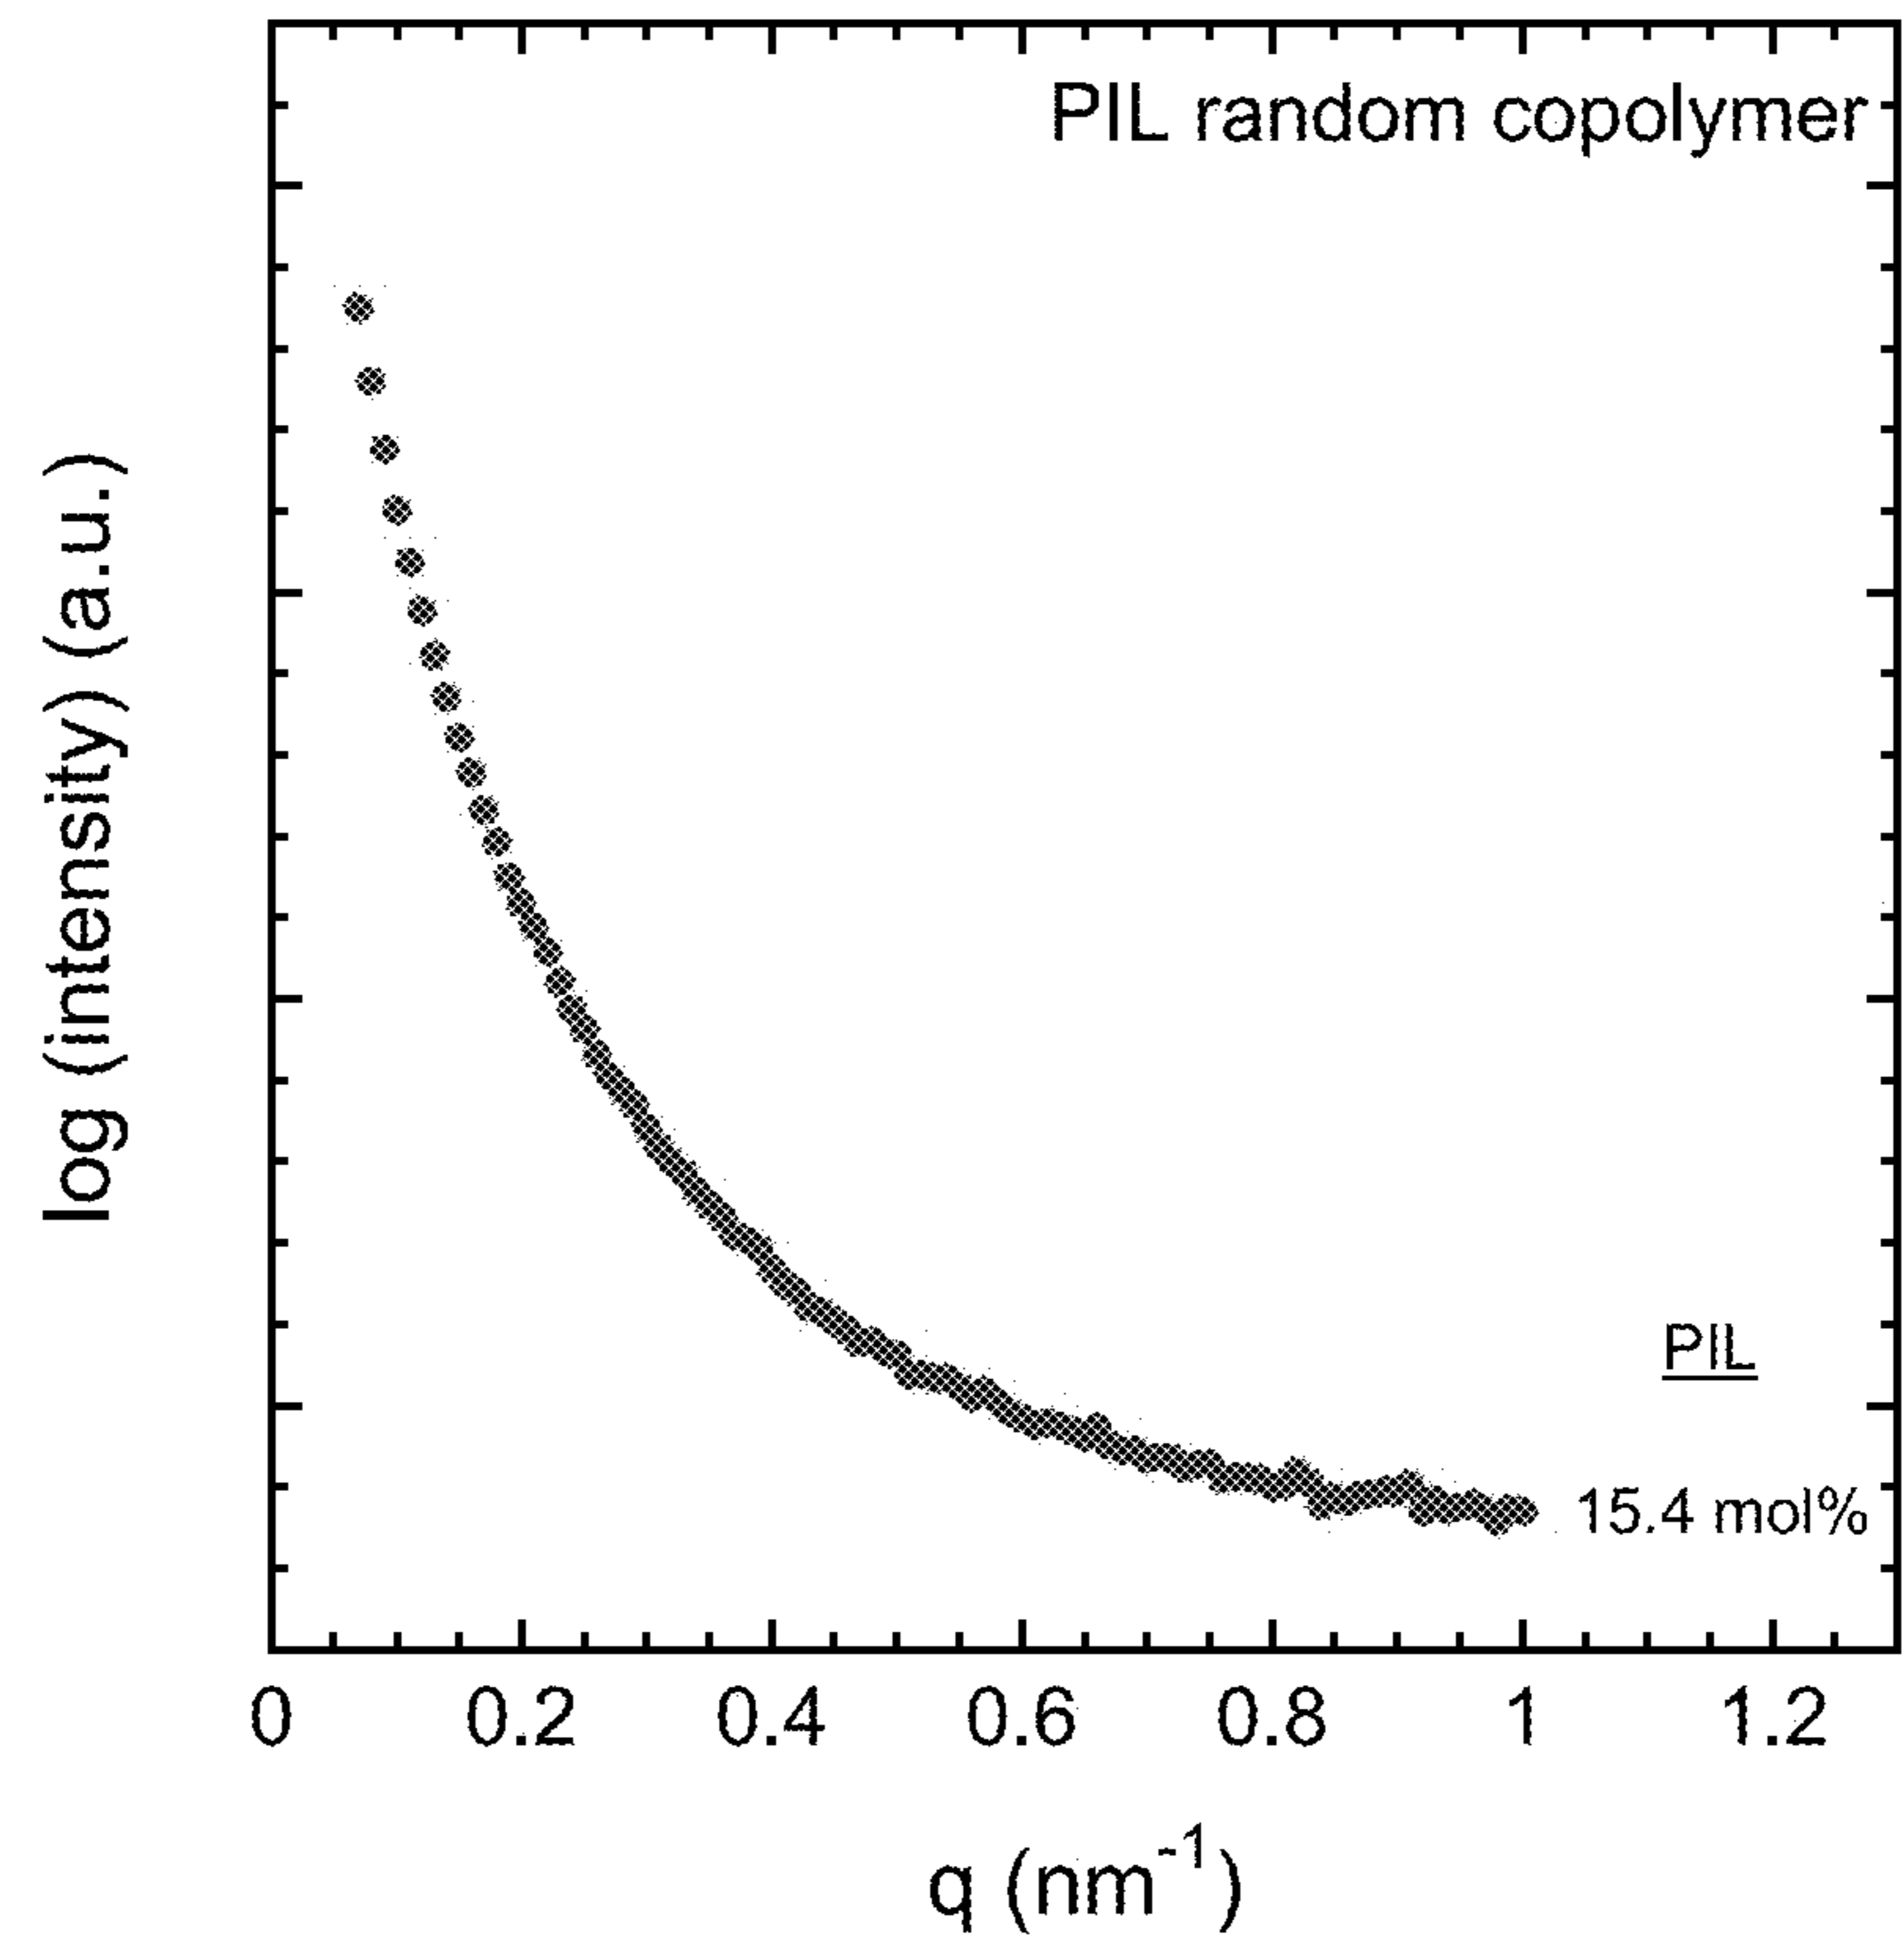 PIL random copolymer
log (intensity) (a.u.)
PIL
15.4 mol%
0 0.2 0.4 0.6 0.8 1 1.2
q (nm⁻¹)